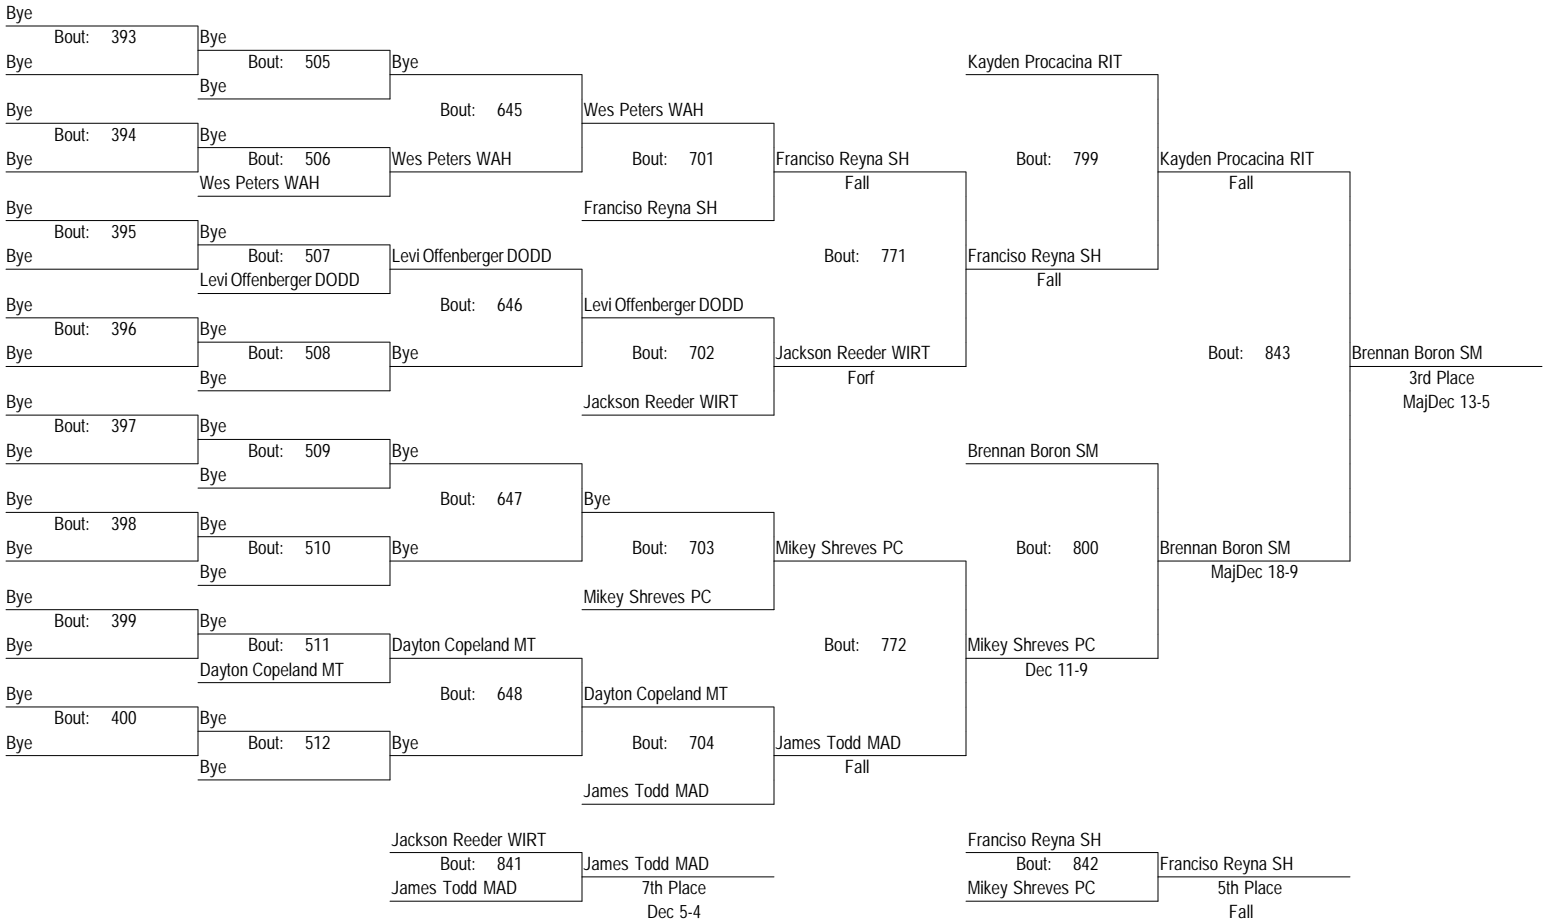 Bye
Bout: 393 Bye
Bye Bout: 505 Bye Kayden Procacina RIT
Bye
Bye Bout: 645 Wes Peters WAH
Bout: 394 Bye
Bye Bout: 506 Wes Peters WAH Bout: 701 Franciso Reyna SH Bout: 799 Kayden Procacina RIT
Wes Peters WAH Fall Fall
Bye Franciso Reyna SH
Bout: 395 Bye
Bye Bout: 507 Levi Offenberger DODD Bout: 771 Franciso Reyna SH
Levi Offenberger DODD Fall
Bye Bout: 646 Levi Offenberger DODD
Bout: 396 Bye
Bye Bout: 508 Bye Bout: 702 Jackson Reeder WIRT Bout: 843 Brennan Boron SM
Bye Forf 3rd Place
Bye Jackson Reeder WIRT MajDec 13-5
Bout: 397 Bye
Bye Bout: 509 Bye Brennan Boron SM
Bye
Bye Bout: 647 Bye
Bout: 398 Bye
Bye Bout: 510 Bye Bout: 703 Mikey Shreves PC Bout: 800 Brennan Boron SM
Bye MajDec 18-9
Bye Mikey Shreves PC
Bout: 399 Bye
Bye Bout: 511 Dayton Copeland MT Bout: 772 Mikey Shreves PC
Dayton Copeland MT Dec 11-9
Bye Bout: 648 Dayton Copeland MT
Bout: 400 Bye
Bye Bout: 512 Bye Bout: 704 James Todd MAD
Bye Fall
James Todd MAD
Jackson Reeder WIRT Franciso Reyna SH
Bout: 841 James Todd MAD Bout: 842 Franciso Reyna SH
James Todd MAD 7th Place Mikey Shreves PC 5th Place
Dec 5-4 Fall